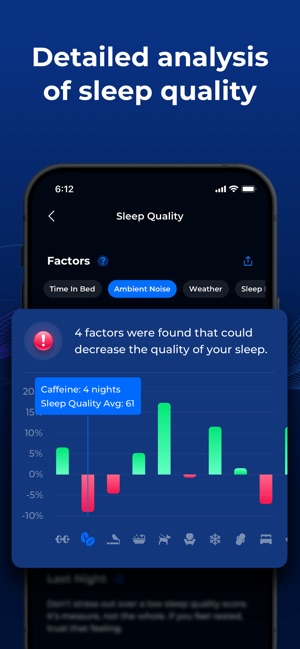 Detailed analysis
of sleep quality
6:12
Sleep Quality
Factors ?
Time In Bed Ambient Noise Weather Sleep
4 factors were found that could
decrease the quality of your sleep.
Caffeine: 4 nights
Sleep Quality Avg: 61
20
15
10%
5%
0%
-5%
-10%
Last Night
Don't stress out over a low sleep quality score.
It's measure, not the whole. If you feel rested,
trust that feeling.